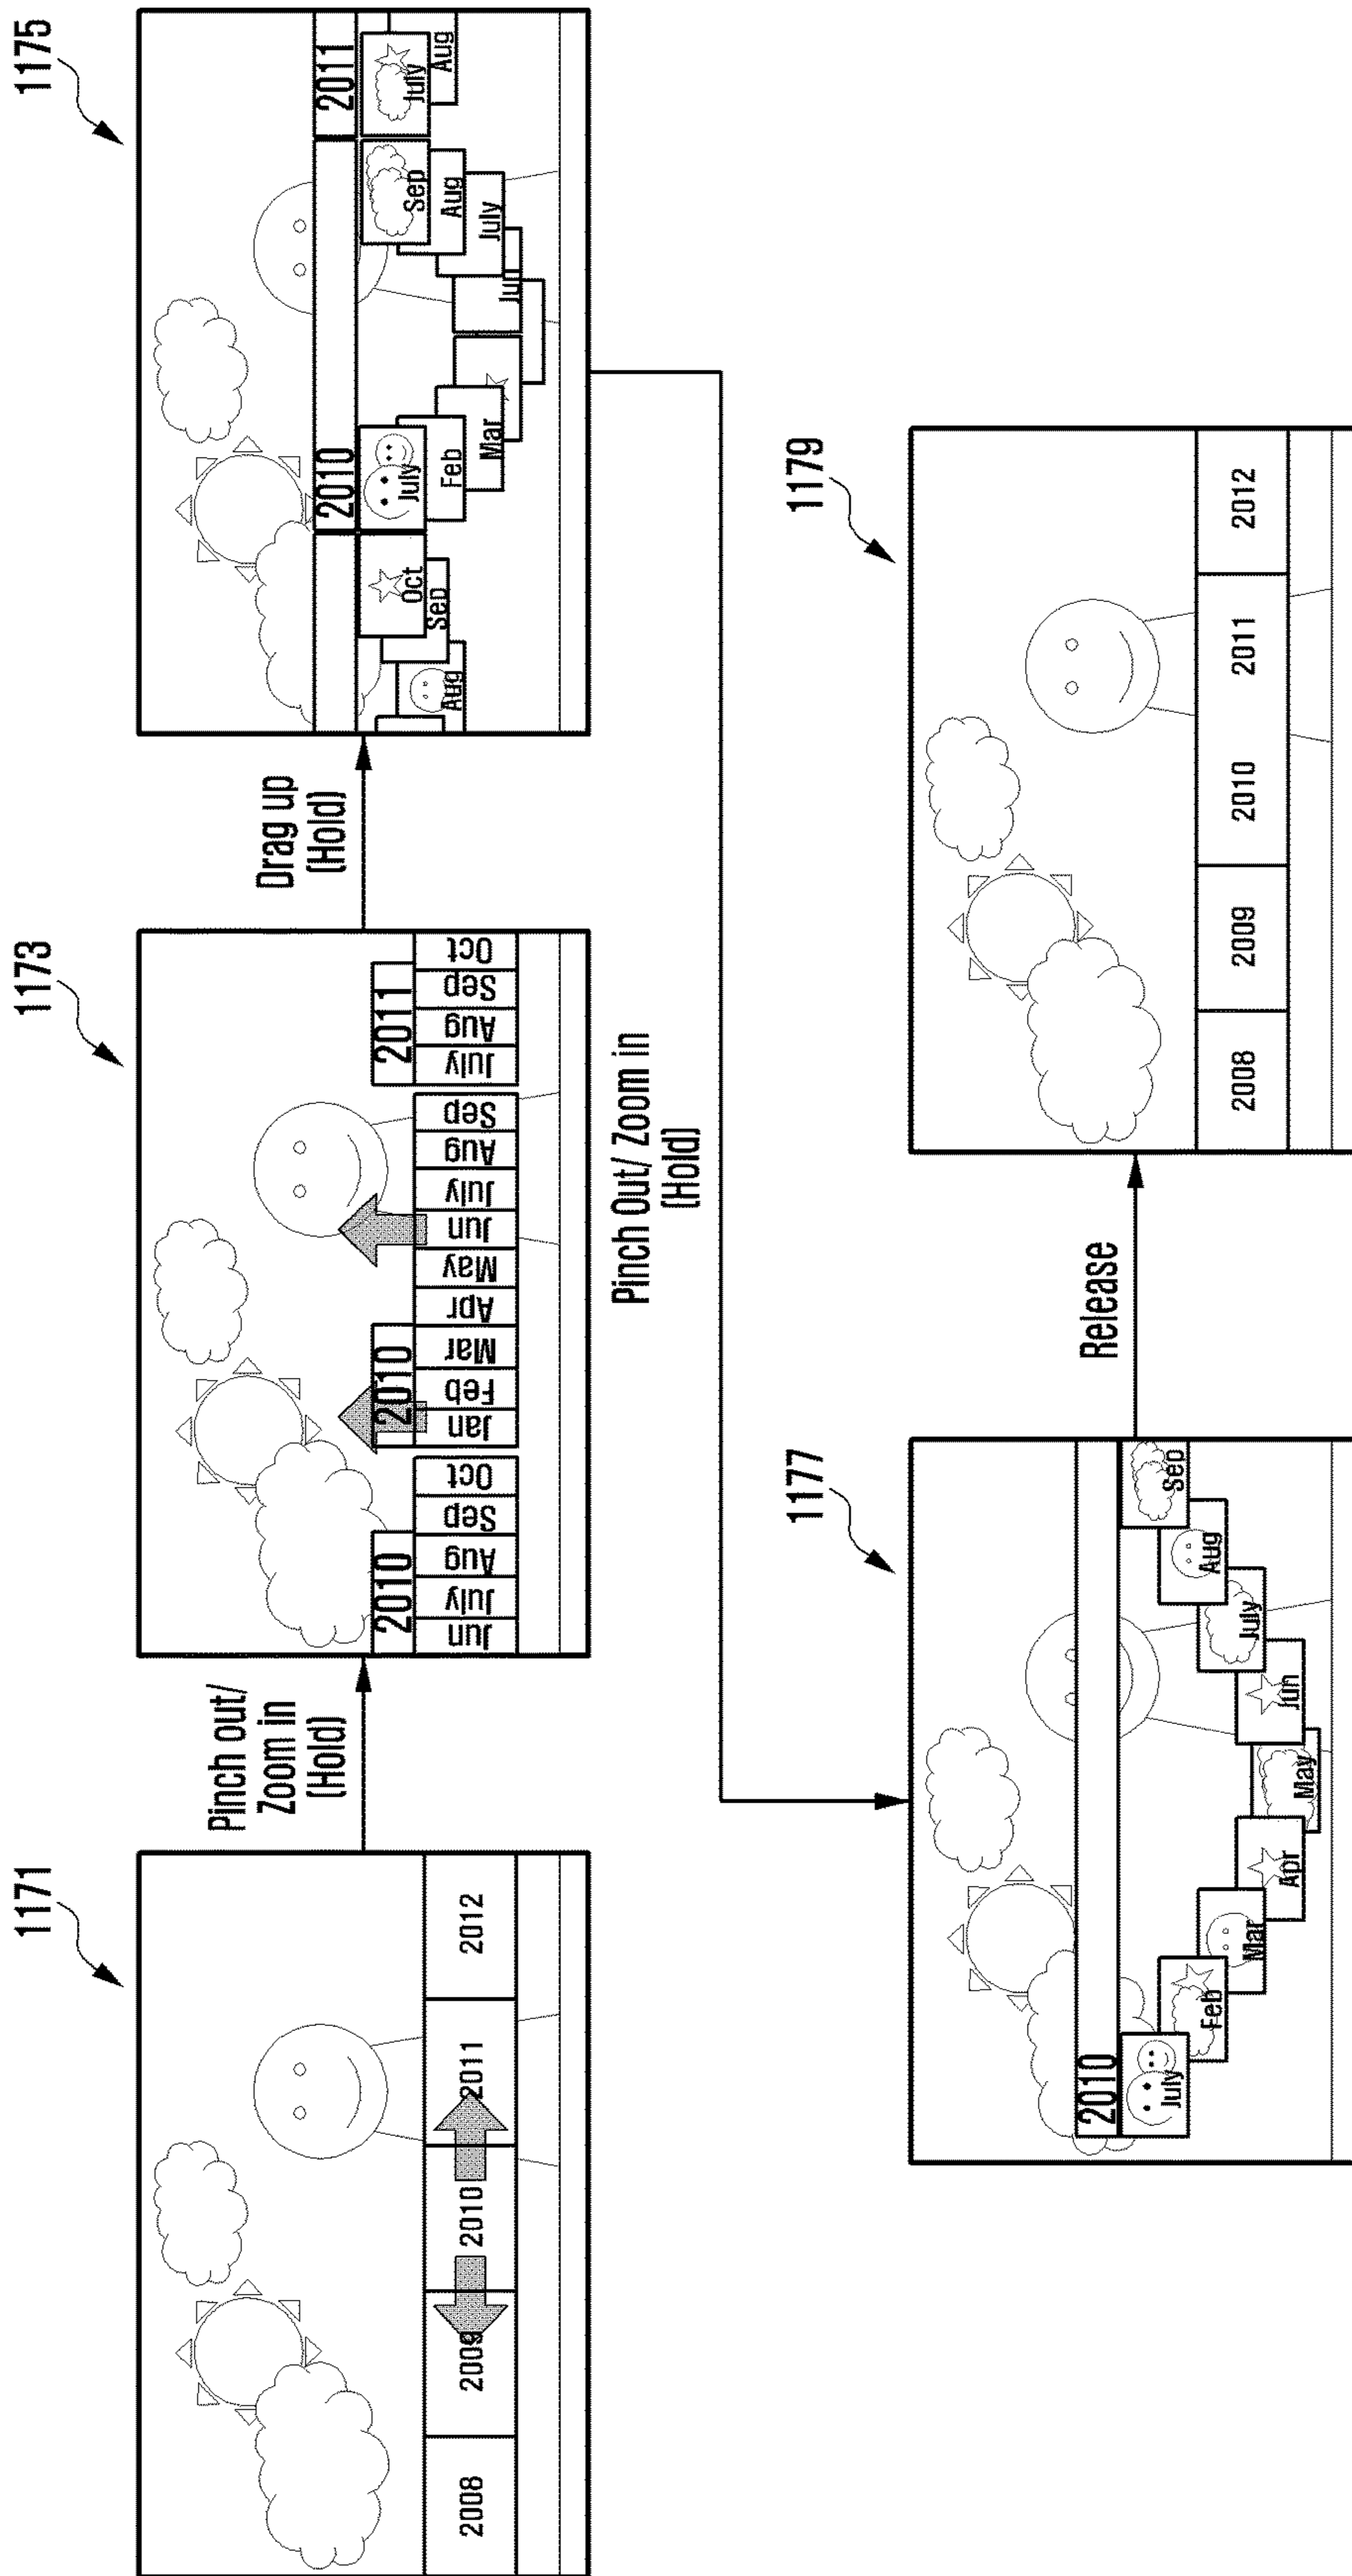 1171
2008
2009
2010
2011
2012
Pinch out/
Zoom in
(Hold)
1173
2010
2010
2011
Jun
July
Aug
Sep
Oct
Jan
Feb
Mar
Apr
May
Jun
July
Aug
Sep
July
Aug
Sep
Oct
Drag up
(Hold)
1175
2010
2011
Aug
Sep
Oct
July
Feb
Mar
Jun
July
Aug
Sep
July
Aug
Pinch Out/ Zoom in
(Hold)
1177
2010
July
Feb
Mar
Apr
May
Jun
July
Aug
Sep
Release
1179
2008
2009
2010
2011
2012